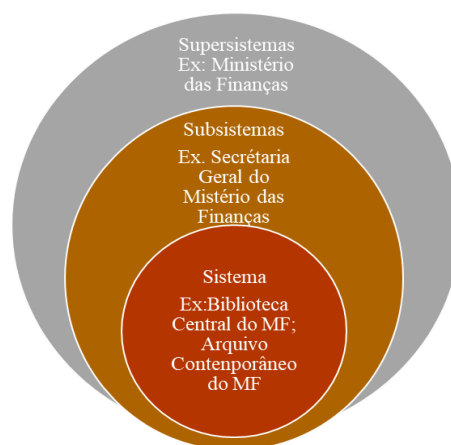 Supersistemas
Ex: Ministério
das Finanças
Subsistemas
Ex. Secrétaria
Geral do
Mistério das
Finanças
Sistema
Ex:Biblioteca
Central do MF;
Arquivo
Contenporâneo
do MF